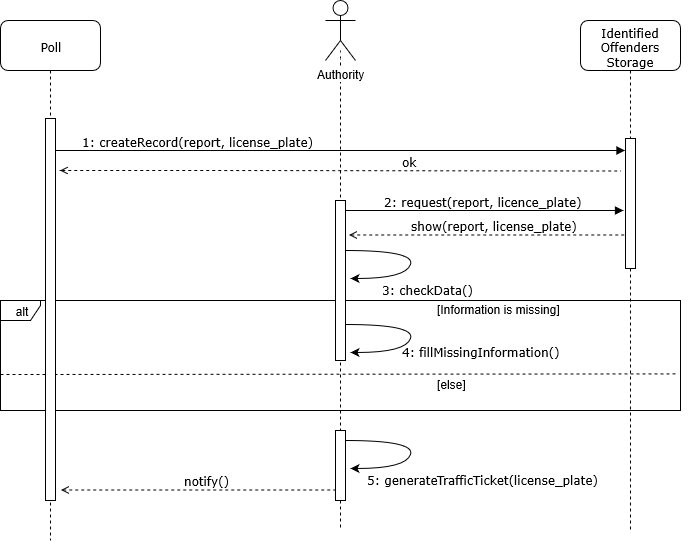 Poll
Authority
Identified
Offenders
Storage
1: createRecord(report, license_plate)
ok
2: request(report, licence_plate)
show(report, license_plate)
3: checkData()
alt
[Information is missing]
4: fillMissingInformation()
[else]
5: generateTrafficTicket(license_plate)
notify()